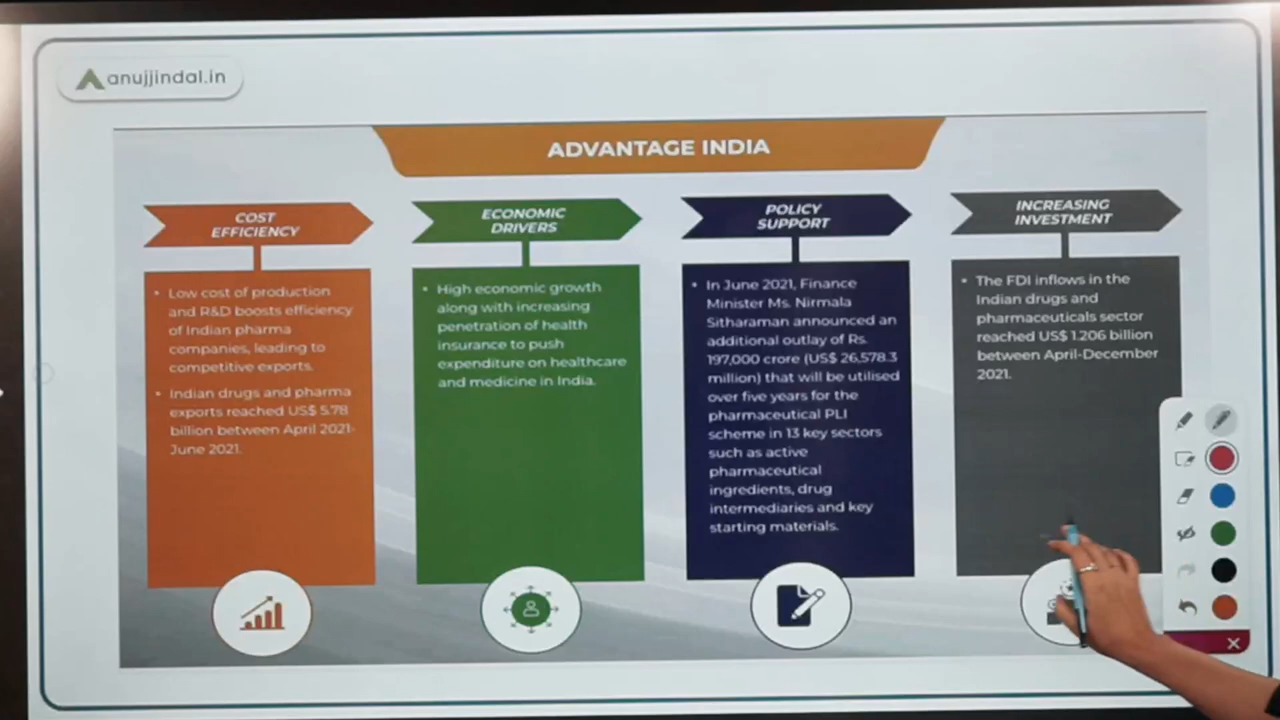 anujjindal.in
ADVANTAGE INDIA
COST
EFFICIENCY
• Low cost of production
and R&D boosts efficiency
of Indian pharma
companies, leading to
competitive exports.
• Indian drugs and pharma
exports reached US$ 5.78
billion between April 2021-
June 2021.
ECONOMIC
DRIVERS
• High economic growth
along with increasing
penetration of health
insurance to push
expenditure on healthcare
and medicine in India.
POLICY
SUPPORT
• In June 2021, Finance
Minister Ms. Nirmala
Sitharaman announced an
additional outlay of Rs.
197,000 crore (US$ 26,578.3
million) that will be utilised
over five years for the
pharmaceutical PLI
scheme in 13 key sectors
such as active
pharmaceutical
ingredients, drug
intermediaries and key
starting materials.
INCREASING
INVESTMENT
• The FDI inflows in the
Indian drugs and
pharmaceuticals sector
reached US$ 1.206 billion
between April-December
2021.